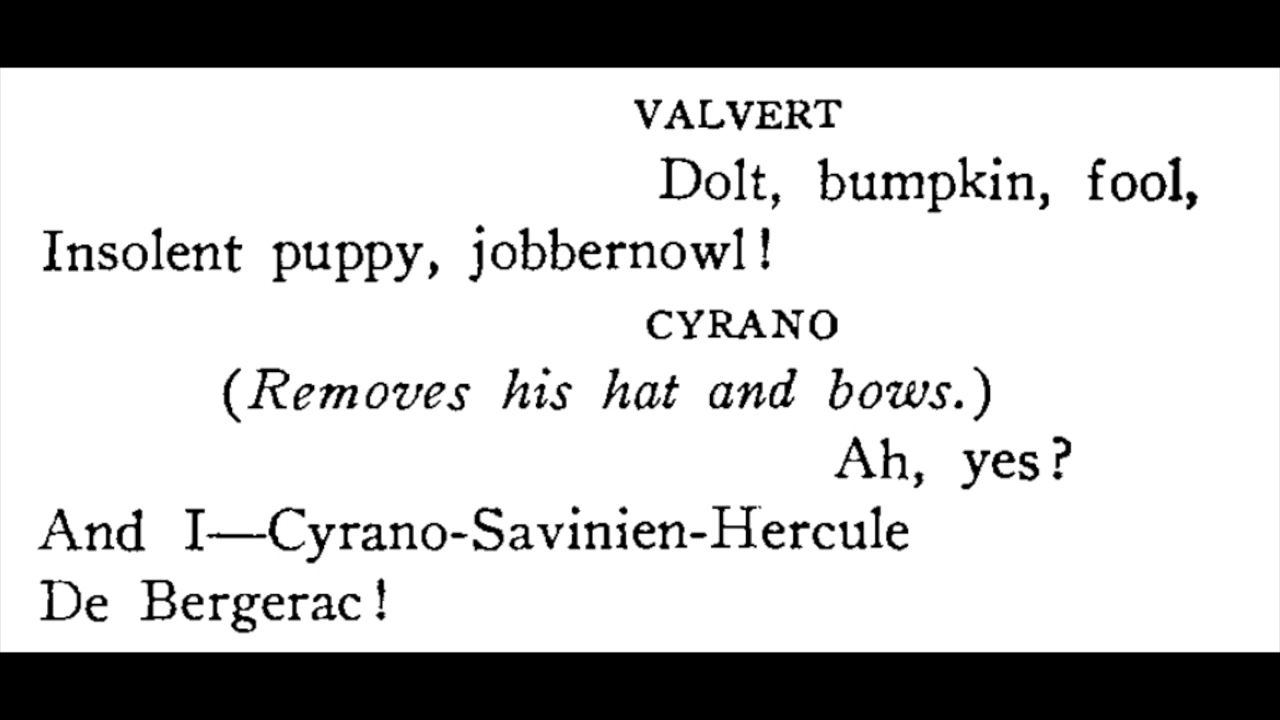 VALVERT
Dolt, bumpkin, fool,
Insolent puppy, jobbernowl!
CYRANO
(Removes his hat and bows.)
Ah, yes?
And I—Cyrano-Savinien-Hercule
De Bergerac!